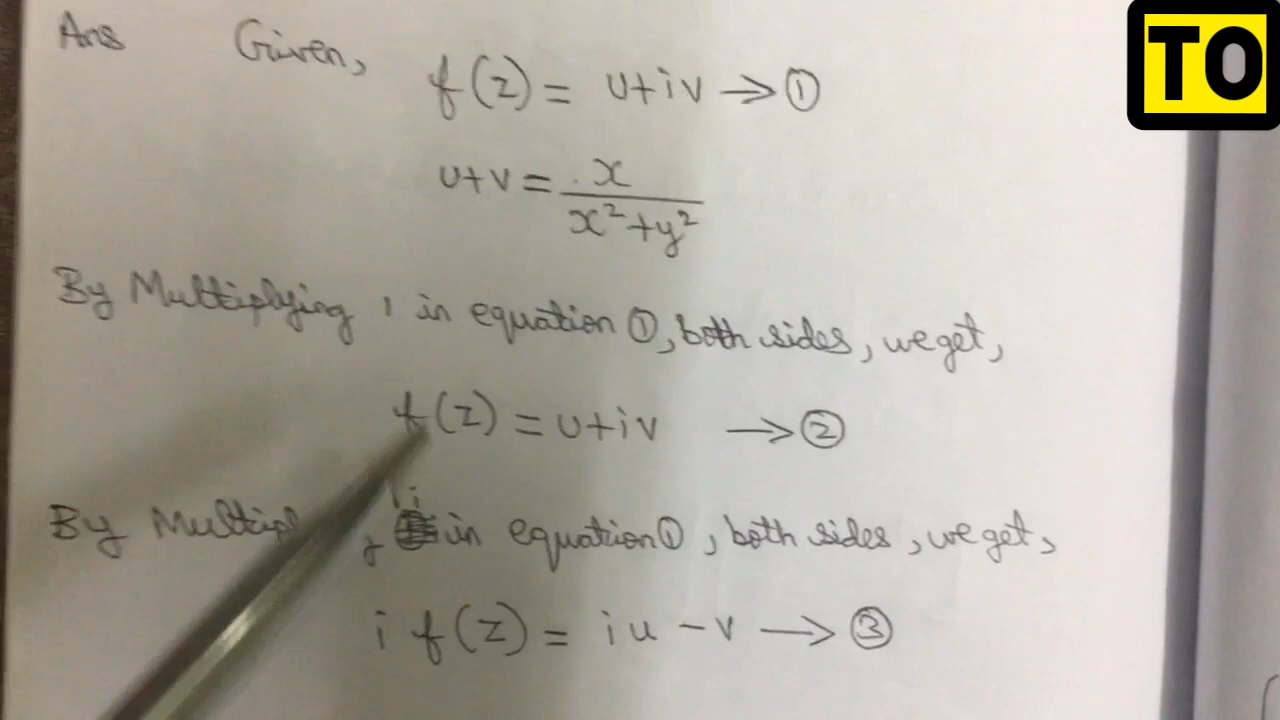 TO
Ans Given,
f(z) = u+iv → ①
u+v = x / x²+y²
By Multiplying 1 in equation ①, both sides, we get,
f(z) = u+iv → ②
By i in equation ①, both sides, we get,
i f(z) = iu - v → ③